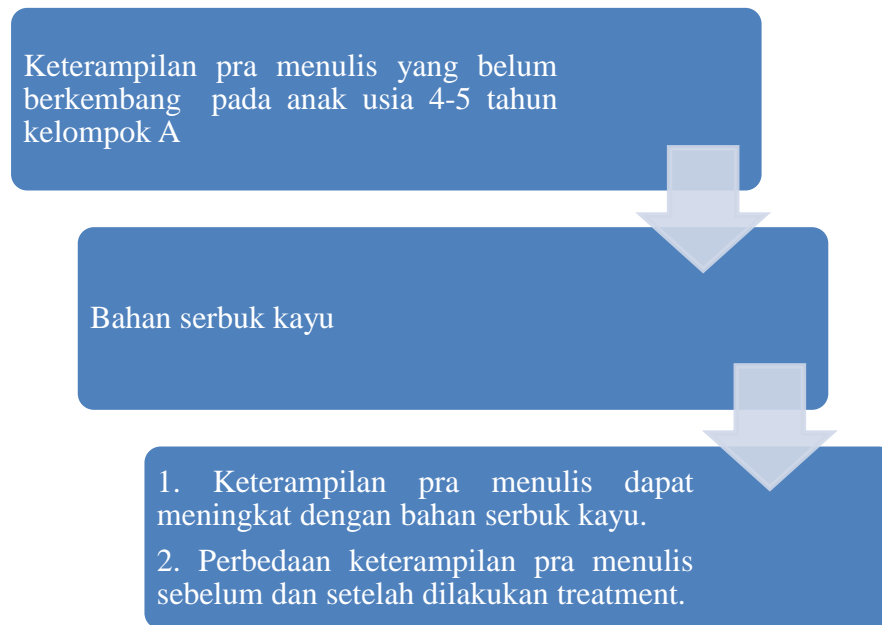 Keterampilan pra menulis yang belum
berkembang pada anak usia 4-5 tahun
kelompok A
Bahan serbuk kayu
1. Keterampilan pra menulis dapat
meningkat dengan bahan serbuk kayu.
2. Perbedaan keterampilan pra menulis
sebelum dan setelah dilakukan treatment.